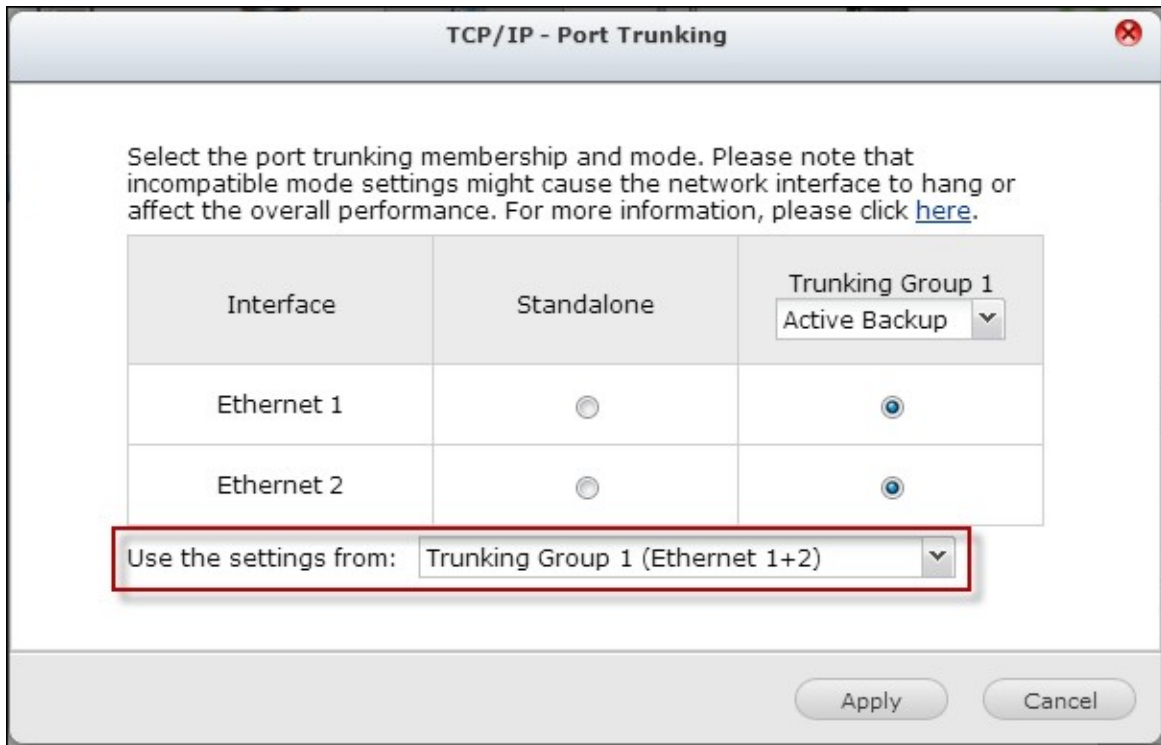 TCP/IP - Port Trunking
Select the port trunking membership and mode. Please note that
incompatible mode settings might cause the network interface to hang or
affect the overall performance. For more information, please click here.
Interface
Standalone
Trunking Group 1
Active Backup
Ethernet 1
Ethernet 2
Use the settings from:
Trunking Group 1 (Ethernet 1+2)
Apply
Cancel